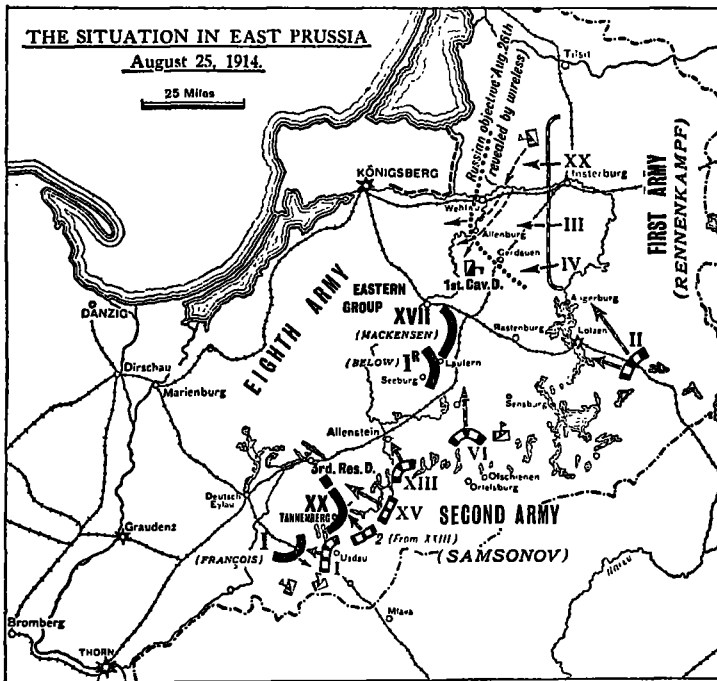 THE SITUATION IN EAST PRUSSIA
August 25, 1914.
25 Miles
Russian objective Aug. 26th
(revealed by wireless)
Tilsit
KÖNIGSBERG
XX
Insterburg
Wehlau
Allenburg
III
Gerdauen
IV
1st. Cav. D.
FIRST ARMY
(RENNENKAMPF)
EASTERN
GROUP
XVII
(MACKENSEN)
EIGHTH ARMY
DANZIG
Angerburg
Rastenburg
Lotzen
II
(BELOW)
I R
Lautern
Seeburg
Dirschau
Marienburg
Sensburg
Allenstein
VI
3rd. Res. D.
XIII
Ortelsburg
Deutsch
Eylau
XX
TANNENBERG
XV
SECOND ARMY
(SAMSONOV)
2 (From XXIII)
Graudenz
I
(FRANÇOIS)
Usdau
I
Mlava
Bromberg
THORN